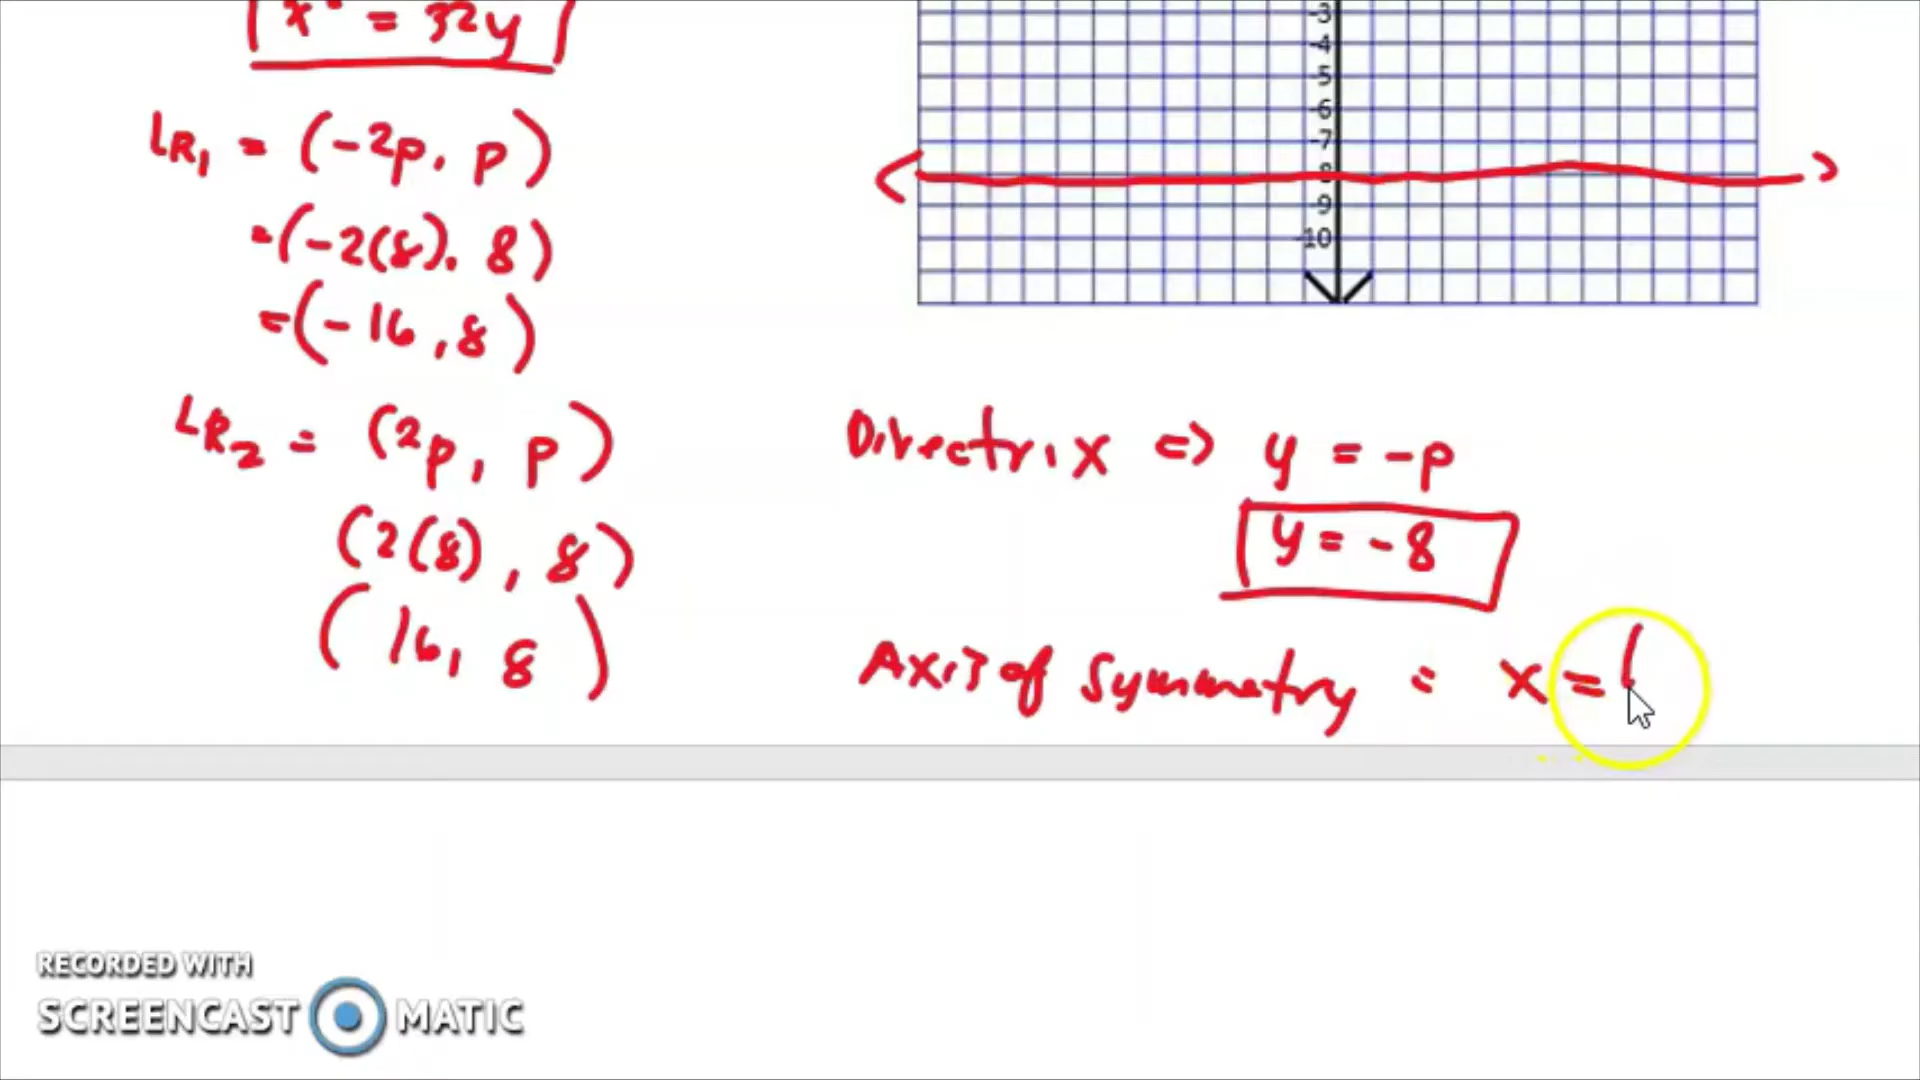 x² = 32y
LR₁ = (-2p, p)
=(-2(8), 8)
=(-16, 8)
LR₂ = (2p, p)
(2(8), 8)
(16, 8)
-3
-4
-5
-6
-7
-8
-9
-10
Directrix <=> y = -p
y = -8
Axis of Symmetry = x = (
RECORDED WITH
SCREENCAST MATIC